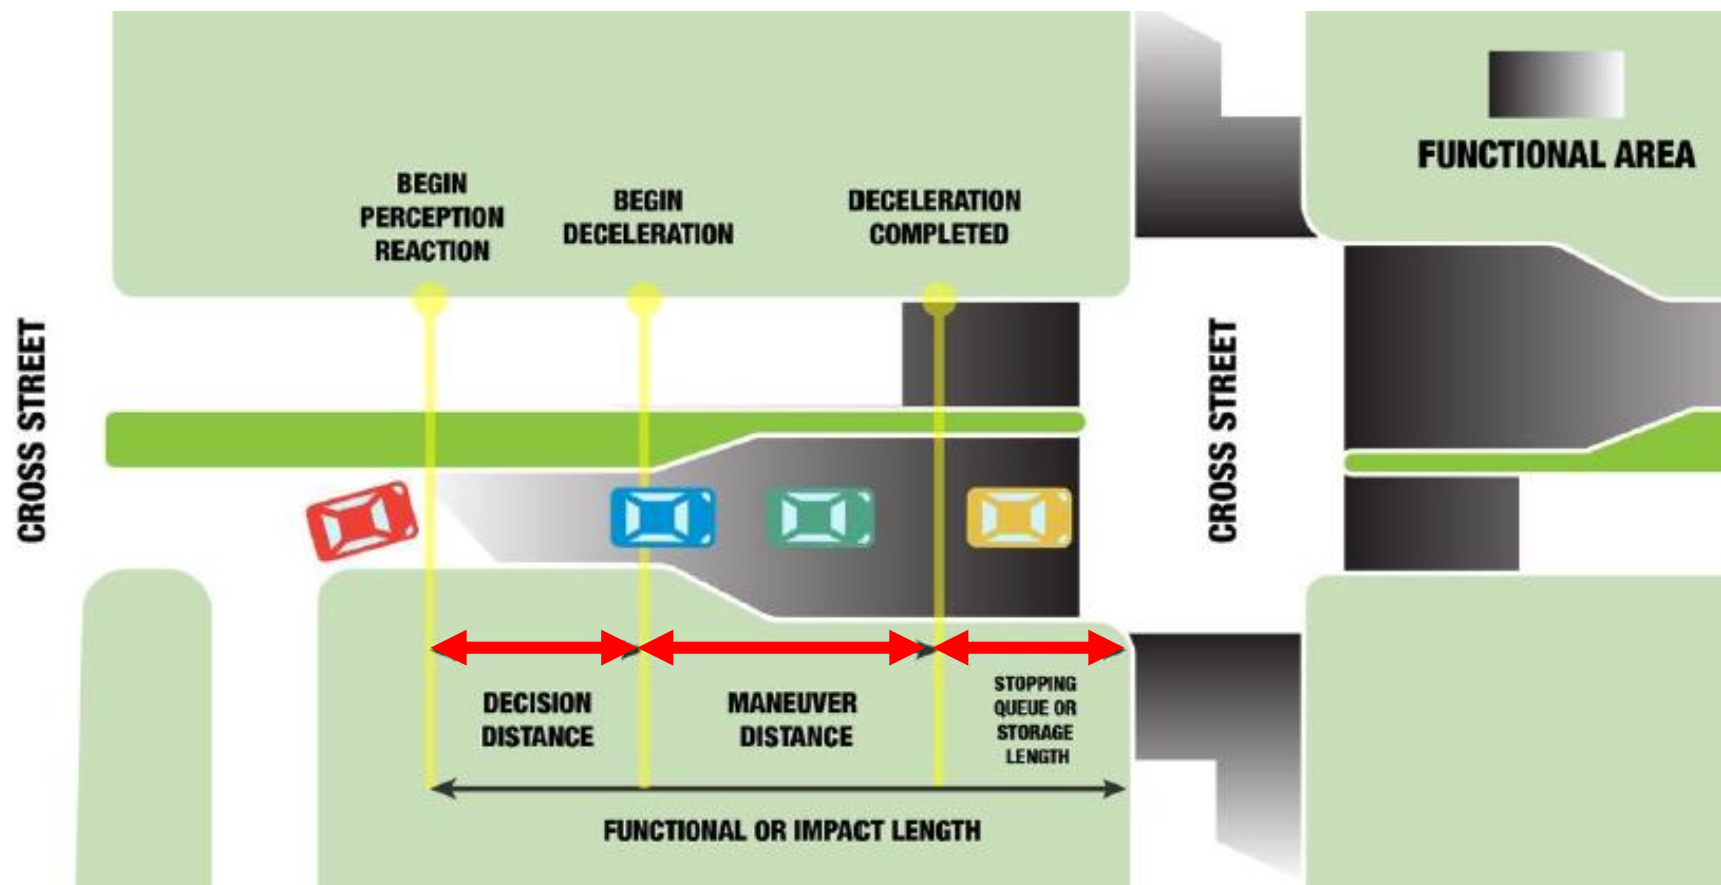 FUNCTIONAL AREA
BEGIN
PERCEPTION
REACTION
BEGIN
DECELERATION
DECELERATION
COMPLETED
CROSS STREET
CROSS STREET
DECISION
DISTANCE
MANEUVER
DISTANCE
STOPPING
QUEUE OR
STORAGE
LENGTH
FUNCTIONAL OR IMPACT LENGTH